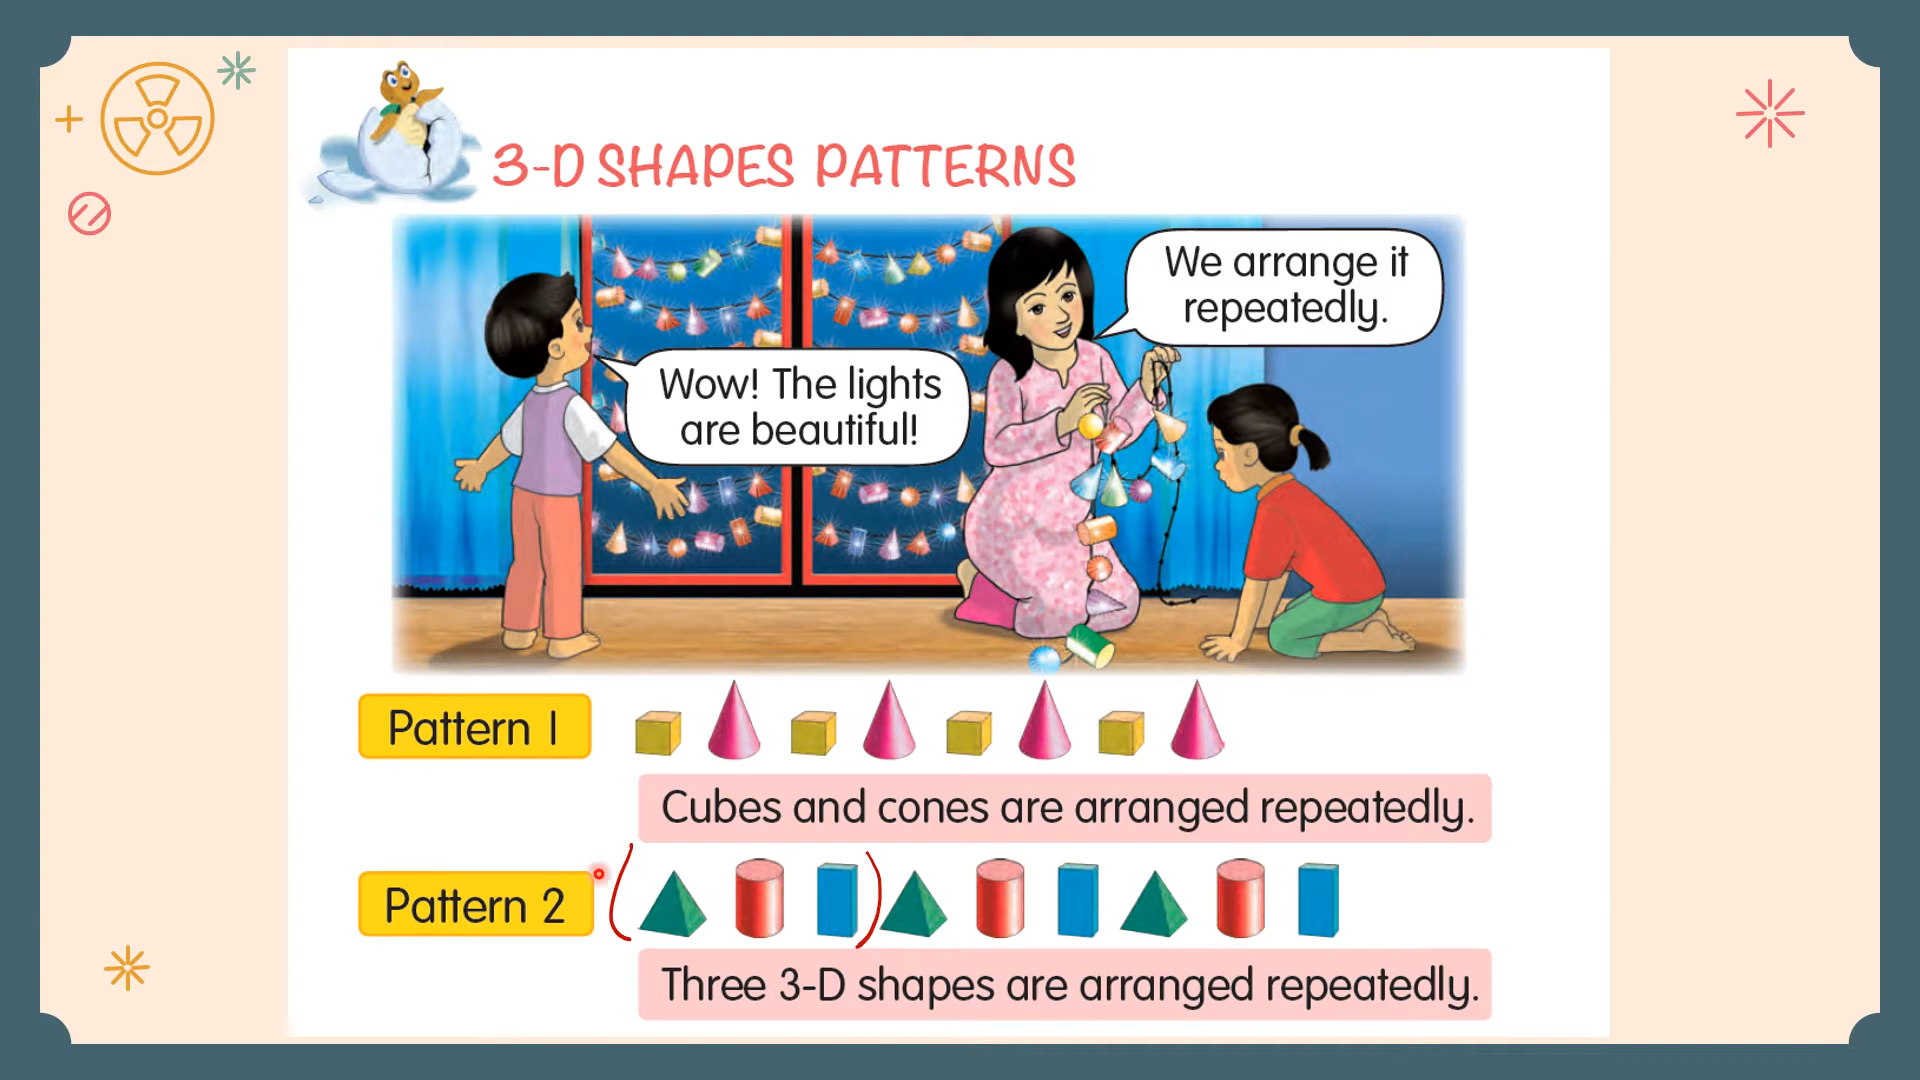 3-D SHAPES PATTERNS
We arrange it
repeatedly.
Wow! The lights
are beautiful!
Pattern 1
Cubes and cones are arranged repeatedly.
Pattern 2
Three 3-D shapes are arranged repeatedly.